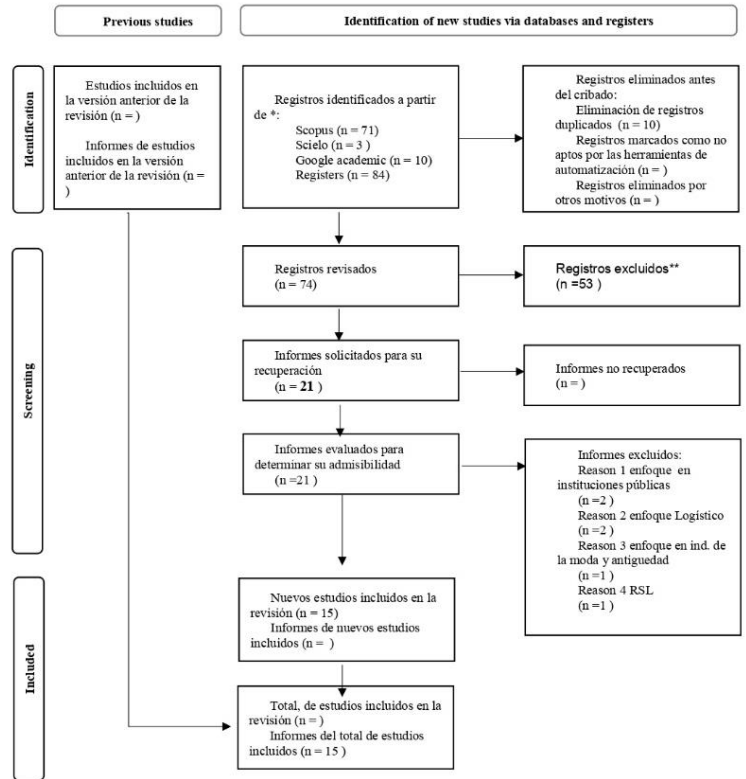 Previous studies
Identification of new studies via databases and registers
Identification
Estudios incluidos en
la versión anterior de la
revisión (n = )
Informes de estudios
incluidos en la versión
anterior de la revisión (n =
)
Registros identificados a partir
de *:
Scopus (n = 71)
Scielo (n = 3 )
Google academic (n = 10)
Registers (n = 84)
Registros eliminados antes
del cribado:
Eliminación de registros
duplicados (n = 10)
Registros marcados como no
aptos por las herramientas de
automatización (n = )
Registros eliminados por
otros motivos (n = )
Screening
Registros revisados
(n = 74)
Registros excluidos**
(n =53 )
Informes solicitados para su
recuperación
(n = 21 )
Informes no recuperados
(n = )
Informes evaluados para
determinar su admisibilidad
(n =21 )
Informes excluidos:
Reason 1 enfoque en
instituciones públicas
(n =2 )
Reason 2 enfoque Logistico
(n =2 )
Reason 3 enfoque en ind. de
la moda y antiguedad
(n =1 )
Reason 4 RSL
(n =1 )
Included
Nuevos estudios incluidos en la
revisión (n = 15)
Informes de nuevos estudios
incluidos (n = )
Total, de estudios incluidos en la
revisión (n = )
Informes del total de estudios
incluidos (n = 15 )